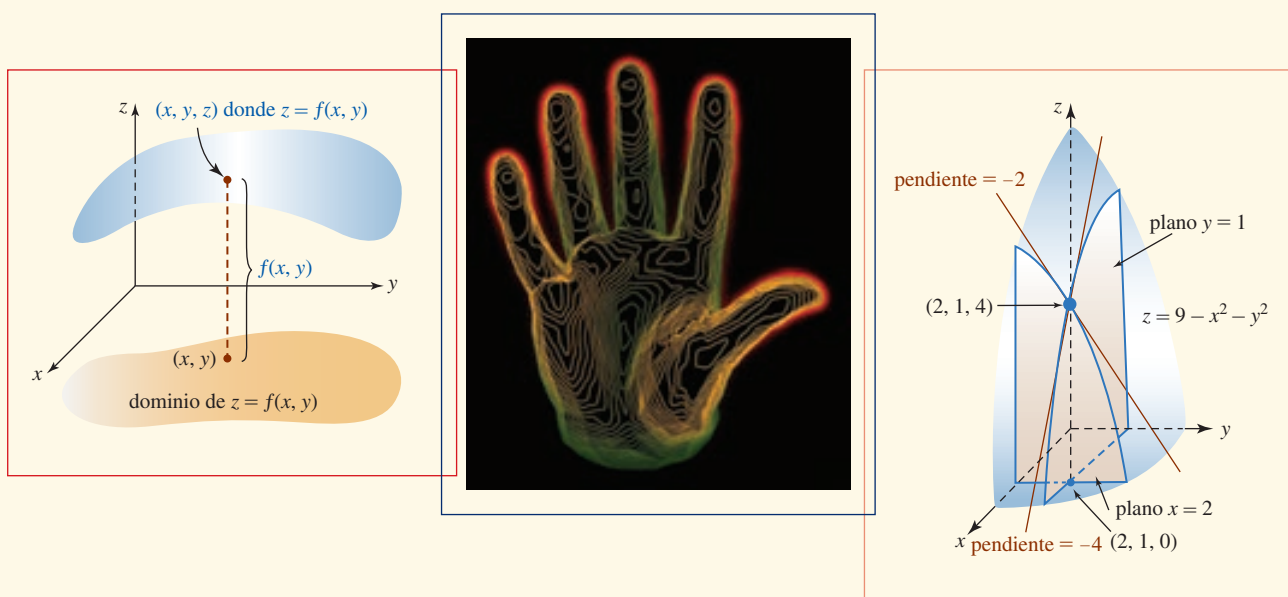 z
(x, y, z) donde z = f(x, y)
f(x, y)
y
(x, y)
x
dominio de z = f(x, y)
z
pendiente = –2
plano y = 1
(2, 1, 4)
z = 9 – x² – y²
y
plano x = 2
x
pendiente = –4
(2, 1, 0)